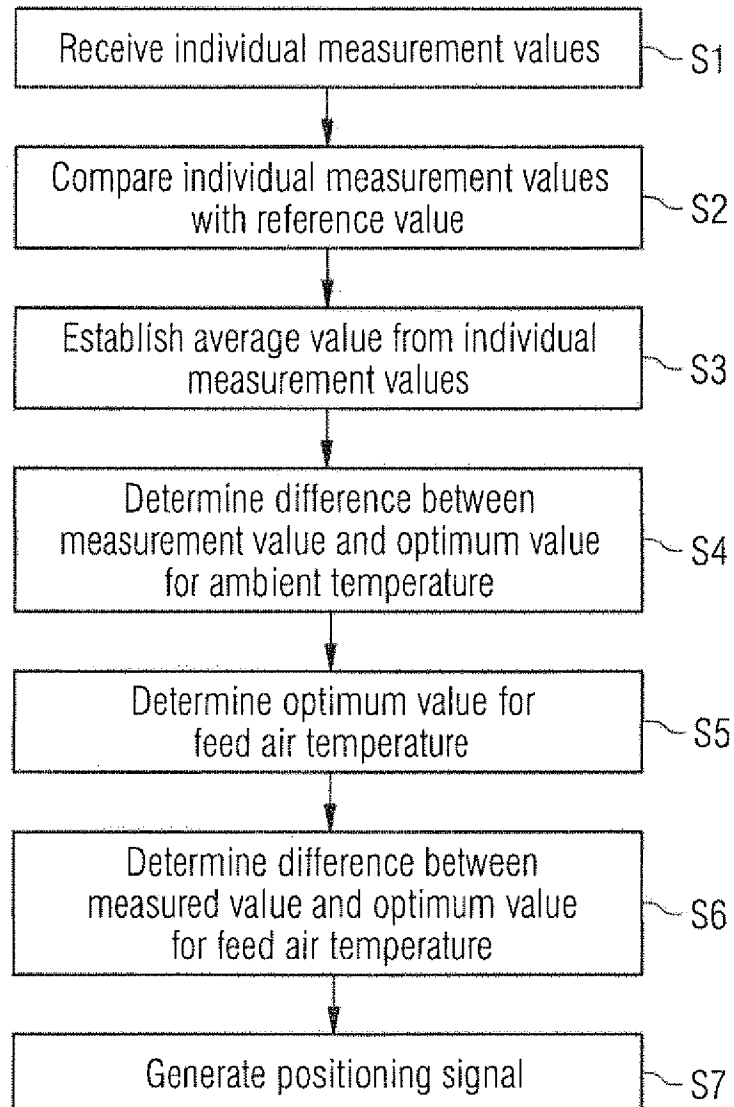 Receive individual measurement values
S1
Compare individual measurement values
with reference value
S2
Establish average value from individual
measurement values
S3
Determine difference between
measurement value and optimum value
for ambient temperature
S4
Determine optimum value for
feed air temperature
S5
Determine difference between
measured value and optimum value
for feed air temperature
S6
Generate positioning signal
S7